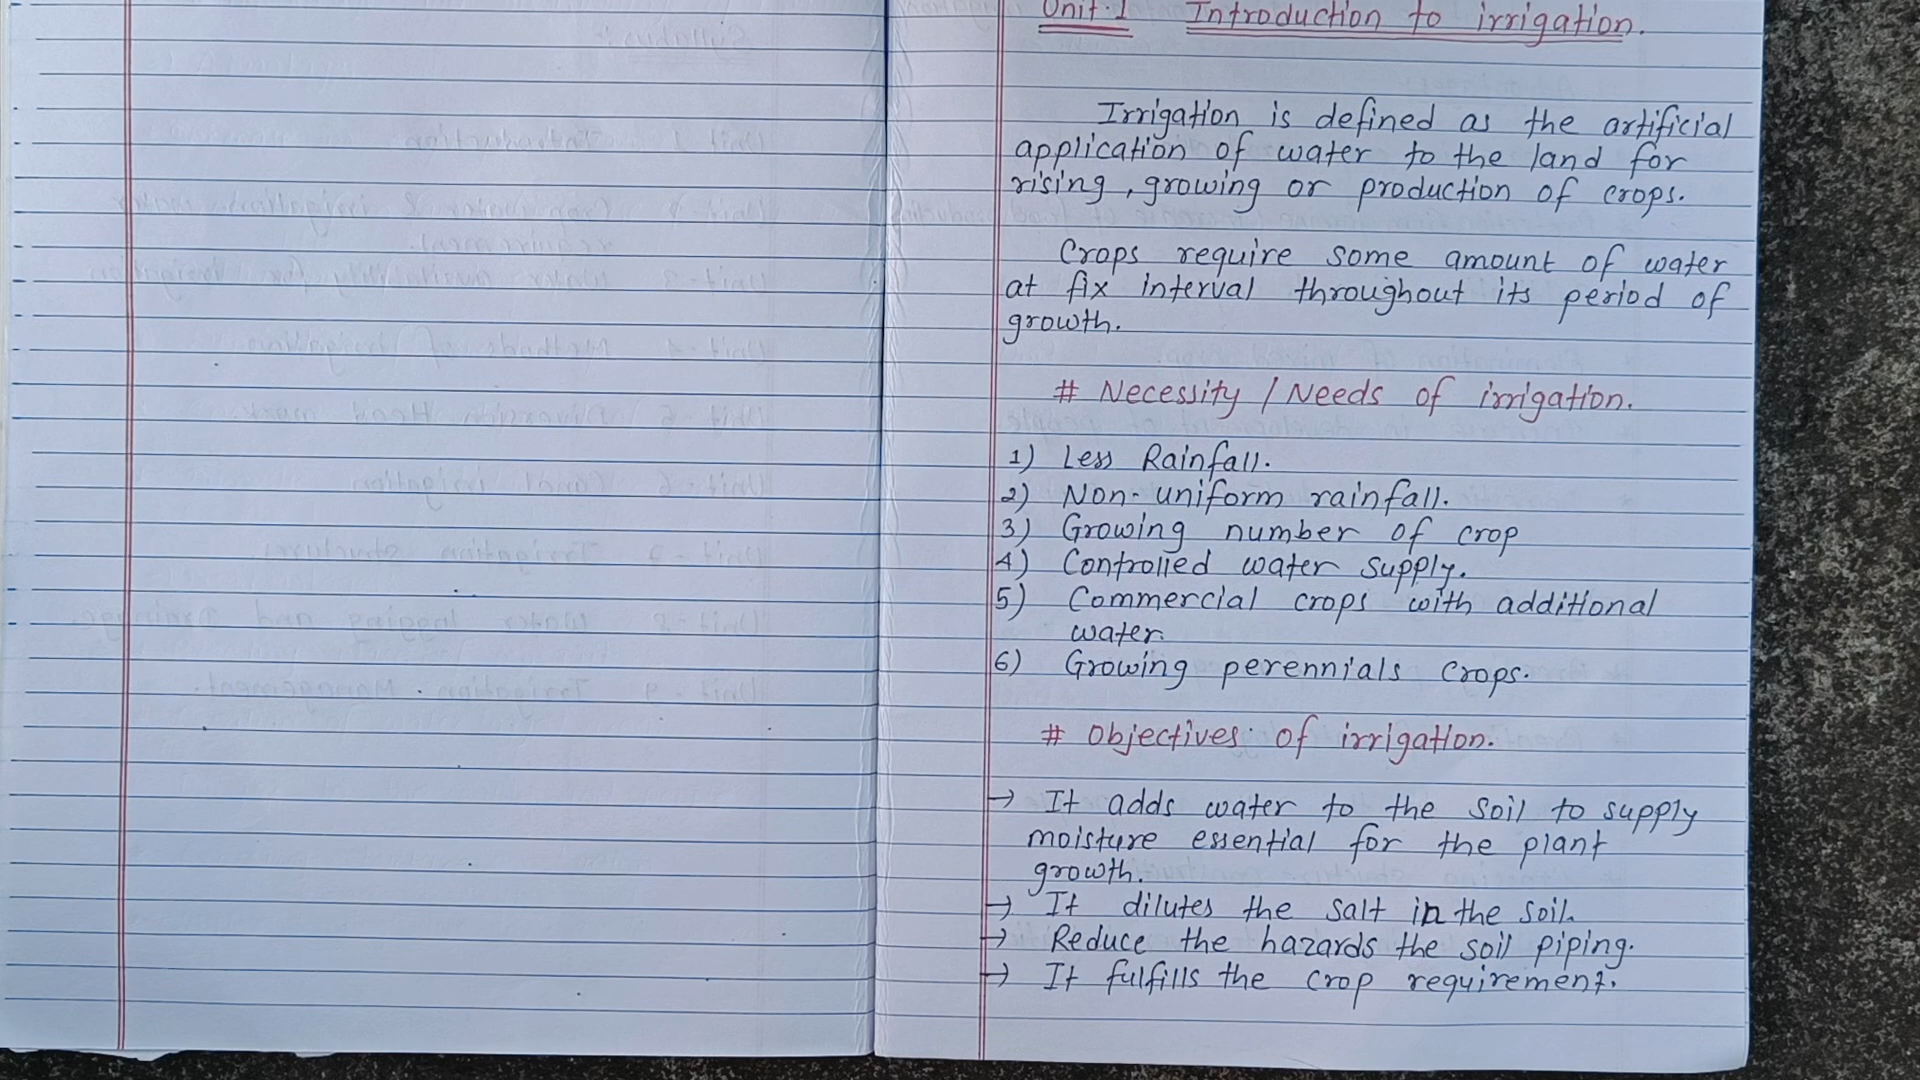 Unit-1 Introduction to irrigation.
Irrigation is defined as the artificial
application of water to the land for
rising, growing or production of crops.
Crops require some amount of water
at fix interval throughout its period of
growth.
# Necessity / Needs of irrigation.
1) Less Rainfall.
2) Non-uniform rainfall.
3) Growing number of crop
4) Controlled water supply.
5) Commercial crops with additional
water.
6) Growing perennials crops.
# Objectives of irrigation.
→ It adds water to the soil to supply
moisture essential for the plant
growth.
→ It dilutes the salt in the soil.
→ Reduce the hazards the soil piping.
→ It fulfills the crop requirement.